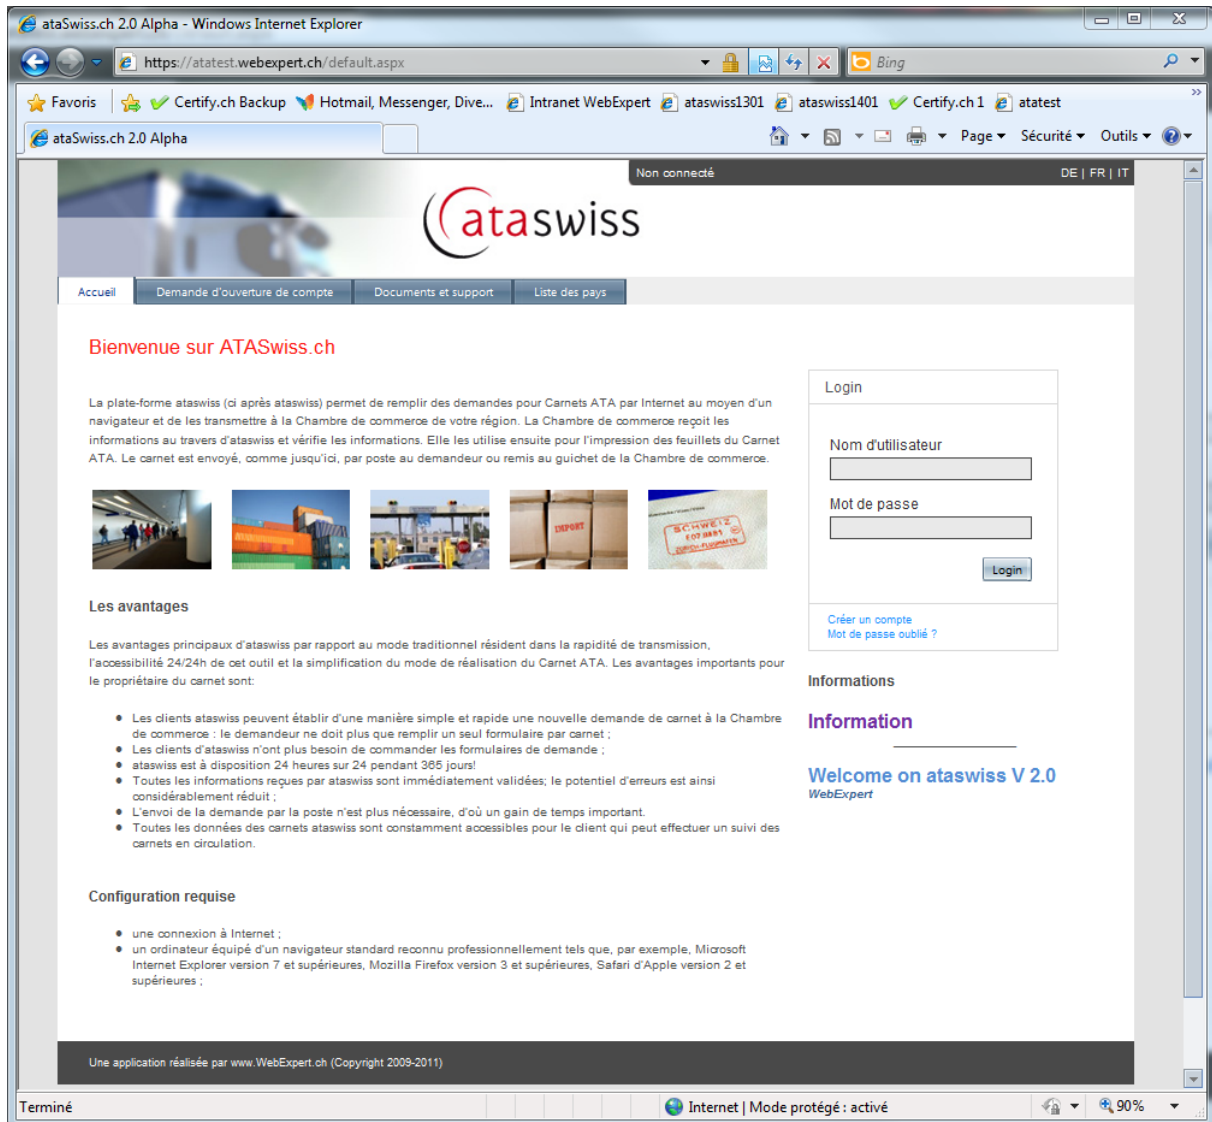 ataSwiss.ch 2.0 Alpha - Windows Internet Explorer
https://atatest.webexpert.ch/default.aspx
Bing
Favoris
Certify.ch Backup
Hotmail, Messenger, Dive...
Intranet WebExpert
ataswiss1301
ataswiss1401
Certify.ch 1
atatest
ataSwiss.ch 2.0 Alpha
Page
Sécurité
Outils
Non connecté
DE | FR | IT
ataswiss
Accueil
Demande d'ouverture de compte
Documents et support
Liste des pays
Bienvenue sur ATASwiss.ch
La plate-forme ataswiss (ci après ataswiss) permet de remplir des demandes pour Carnets ATA par Internet au moyen d'un
navigateur et de les transmettre à la Chambre de commerce de votre région. La Chambre de commerce reçoit les
informations au travers d'ataswiss et vérifie les informations. Elle les utilise ensuite pour l'impression des feuillets du Carnet
ATA. Le carnet est envoyé, comme jusqu'ici, par poste au demandeur ou remis au guichet de la Chambre de commerce.
IMPORT
SCHWEIZ
ZÜRICH-FLUGHAFEN
Les avantages
Les avantages principaux d'ataswiss par rapport au mode traditionnel résident dans la rapidité de transmission,
l'accessibilité 24/24h de cet outil et la simplification du mode de réalisation du Carnet ATA. Les avantages importants pour
le propriétaire du carnet sont:
• Les clients ataswiss peuvent établir d'une manière simple et rapide une nouvelle demande de carnet à la Chambre
de commerce : le demandeur ne doit plus que remplir un seul formulaire par carnet ;
• Les clients d'ataswiss n'ont plus besoin de commander les formulaires de demande ;
• ataswiss est à disposition 24 heures sur 24 pendant 365 jours!
• Toutes les informations reçues par ataswiss sont immédiatement validées; le potentiel d'erreurs est ainsi
considérablement réduit ;
• L'envoi de la demande par la poste n'est plus nécessaire, d'où un gain de temps important.
• Toutes les données des carnets ataswiss sont constamment accessibles pour le client qui peut effectuer un suivi des
carnets en circulation.
Configuration requise
• une connexion à Internet ;
• un ordinateur équipé d'un navigateur standard reconnu professionnellement tels que, par exemple, Microsoft
Internet Explorer version 7 et supérieures, Mozilla Firefox version 3 et supérieures, Safari d'Apple version 2 et
supérieures ;
Login
Nom d'utilisateur
Mot de passe
Login
Créer un compte
Mot de passe oublié ?
Informations
Information
Welcome on ataswiss V 2.0
WebExpert
Une application réalisée par www.WebExpert.ch (Copyright 2009-2011)
Terminé
Internet | Mode protégé : activé
90%